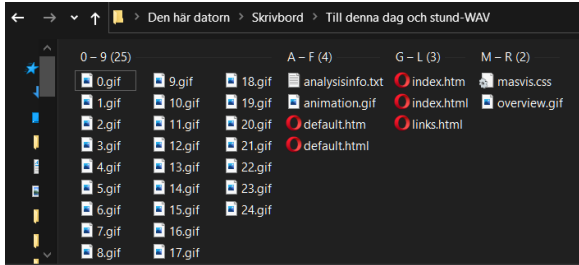 Den här datorn > Skrivbord > Till denna dag och stund-WAV
0 – 9 (25)
0.gif
1.gif
2.gif
3.gif
4.gif
5.gif
6.gif
7.gif
8.gif
9.gif
10.gif
11.gif
12.gif
13.gif
14.gif
15.gif
16.gif
17.gif
18.gif
19.gif
20.gif
21.gif
22.gif
23.gif
24.gif
A – F (4)
analysisinfo.txt
animation.gif
default.htm
default.html
G – L (3)
index.htm
index.html
links.html
M – R (2)
masvis.css
overview.gif